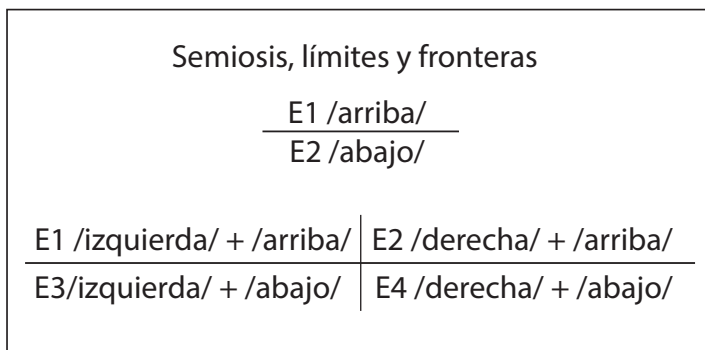 Semiosis, límites y fronteras
E1 /arriba/
E2 /abajo/
E1 /izquierda/ + /arriba/ E2 /derecha/ + /arriba/
E3/izquierda/ + /abajo/ E4 /derecha/ + /abajo/